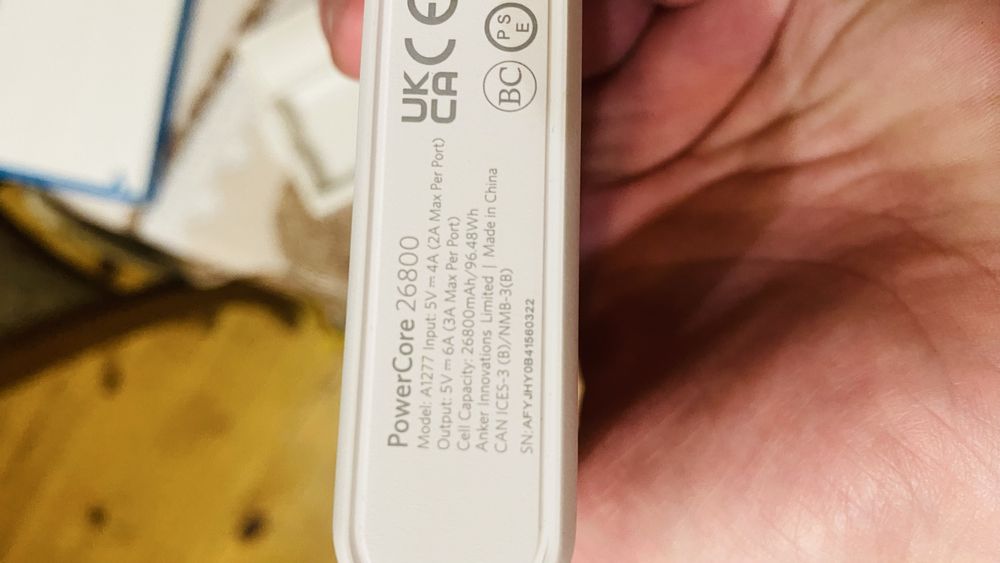 PowerCore 26800
Model: A1277 Input: 5V ⎓ 4A (2A Max Per Port)
Output: 5V ⎓ 6A (3A Max Per Port)
Cell Capacity: 26800mAh/96.48Wh
Anker Innovations Limited | Made in China
CAN ICES-3 (B)/NMB-3(B)
SN:AFYJHY0B41560322
UK
CA
CE
BC
PS
E